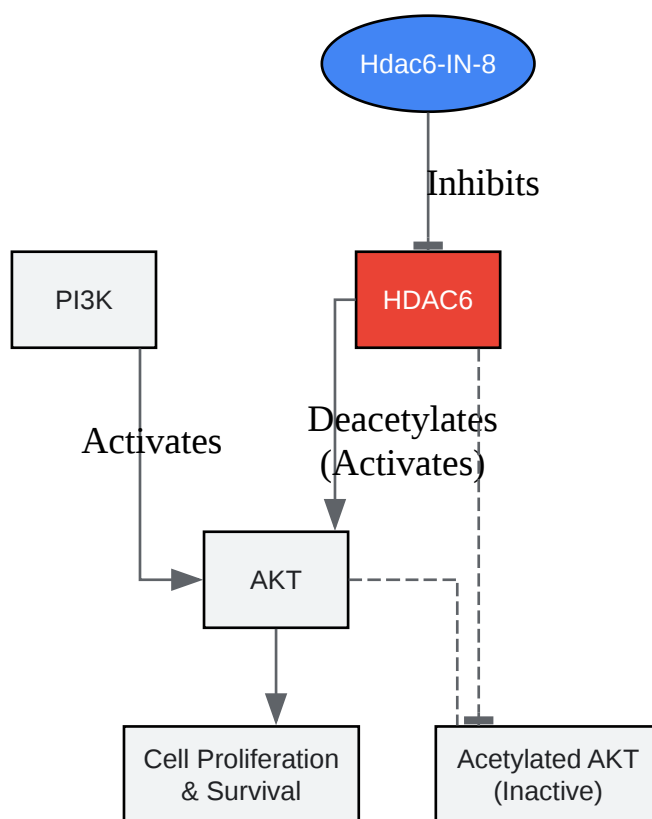 Hdac6-IN-8
Inhibits
PI3K
HDAC6
Activates
Deacetylates
(Activates)
AKT
Cell Proliferation
& Survival
Acetylated AKT
(Inactive)